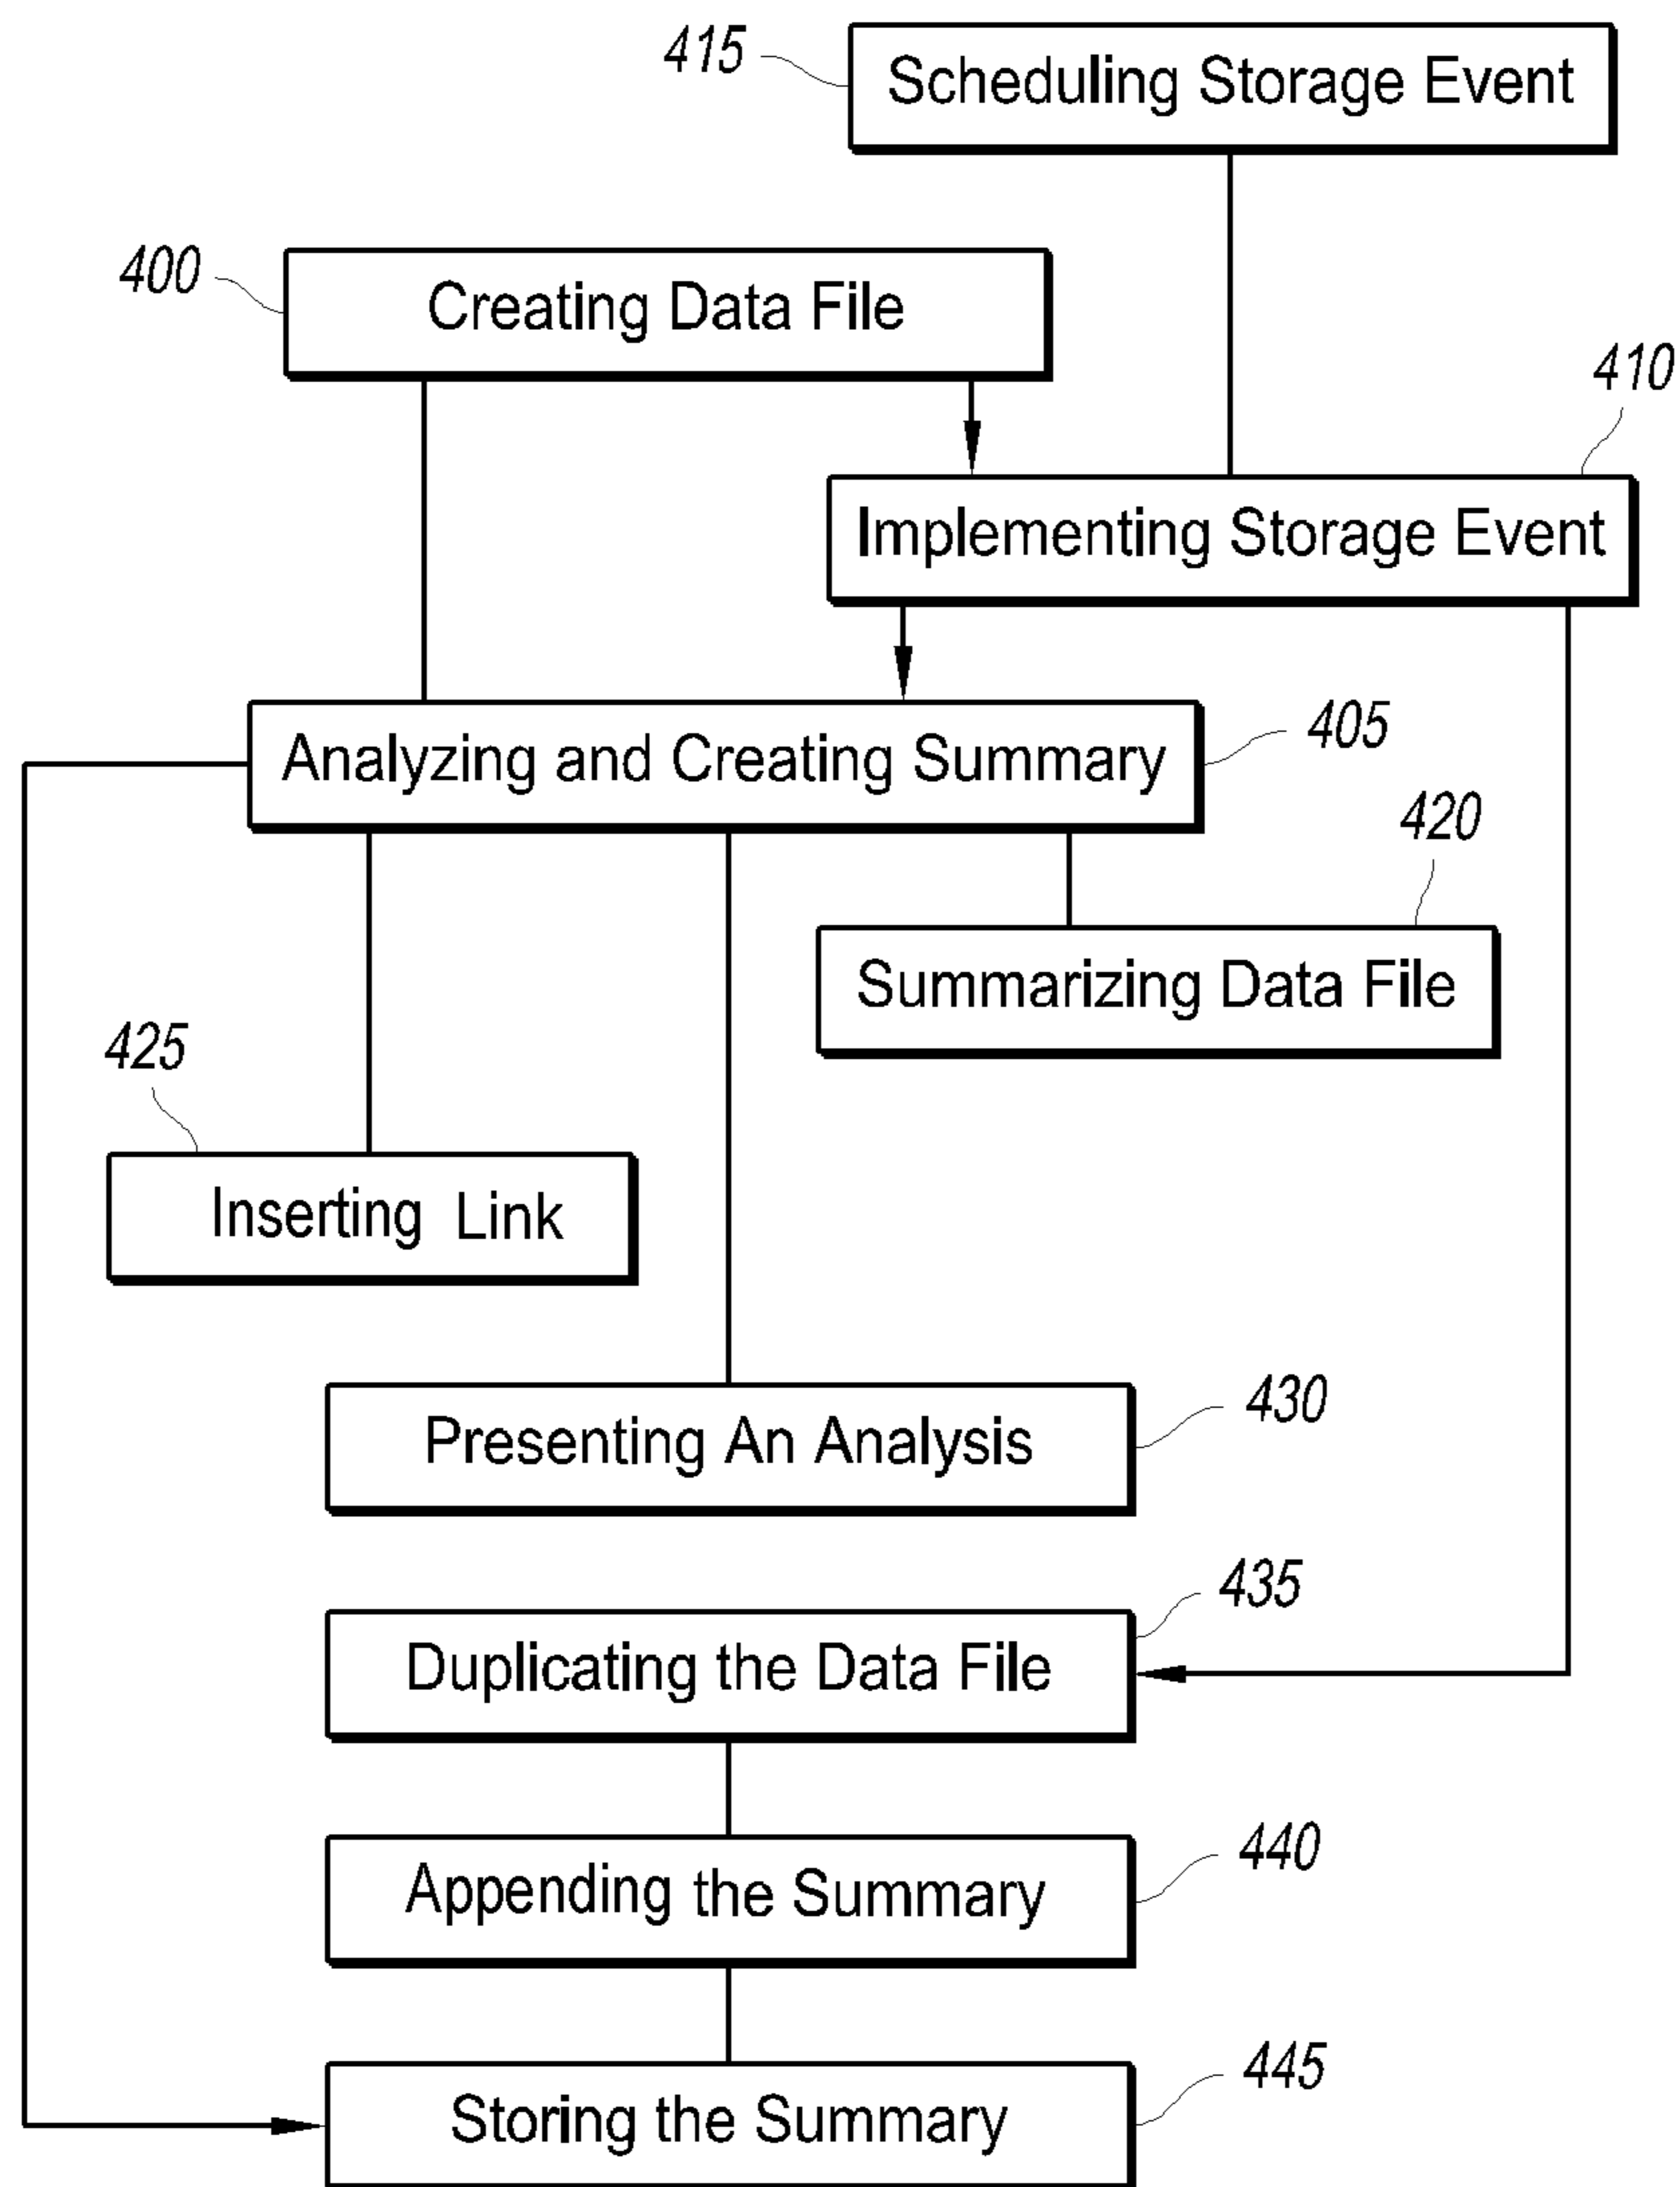 415
Scheduling Storage Event
400
Creating Data File
410
Implementing Storage Event
Analyzing and Creating Summary
405
420
Summarizing Data File
425
Inserting Link
Presenting An Analysis
430
435
Duplicating the Data File
440
Appending the Summary
445
Storing the Summary